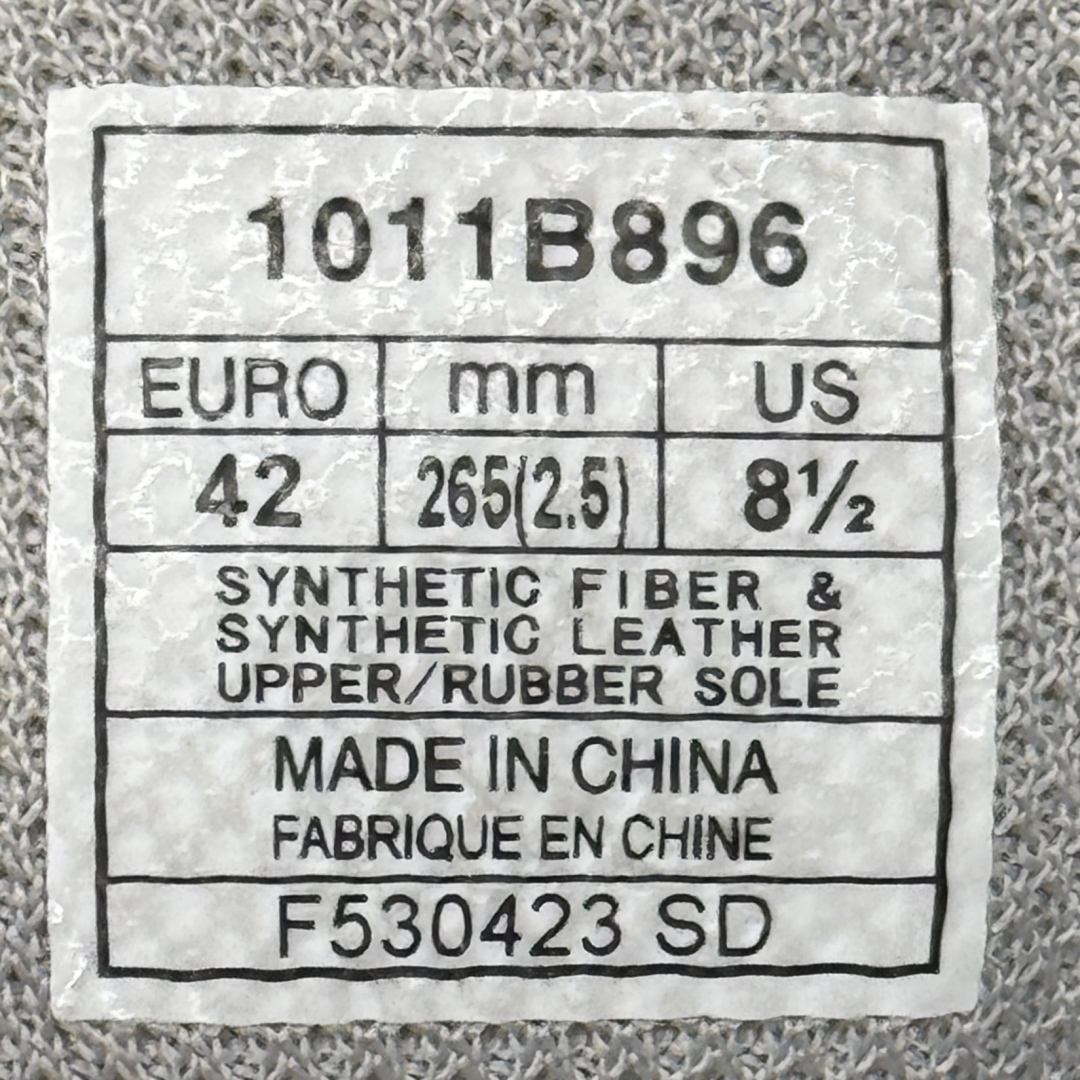 1011B896
EURO mm US
42 265(2.5) 8½
SYNTHETIC FIBER &
SYNTHETIC LEATHER
UPPER/RUBBER SOLE
MADE IN CHINA
FABRIQUE EN CHINE
F530423 SD